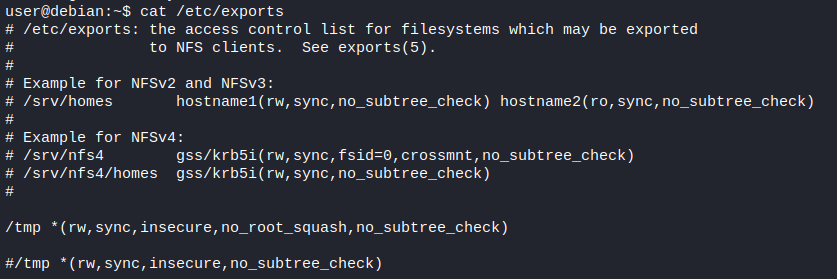 user@debian:~$ cat /etc/exports
# /etc/exports: the access control list for filesystems which may be exported
#               to NFS clients.  See exports(5).
#
# Example for NFSv2 and NFSv3:
# /srv/homes       hostname1(rw,sync,no_subtree_check) hostname2(ro,sync,no_subtree_check)
#
# Example for NFSv4:
# /srv/nfs4        gss/krb5i(rw,sync,fsid=0,crossmnt,no_subtree_check)
# /srv/nfs4/homes  gss/krb5i(rw,sync,no_subtree_check)
#
/tmp *(rw,sync,insecure,no_root_squash,no_subtree_check)
#/tmp *(rw,sync,insecure,no_subtree_check)